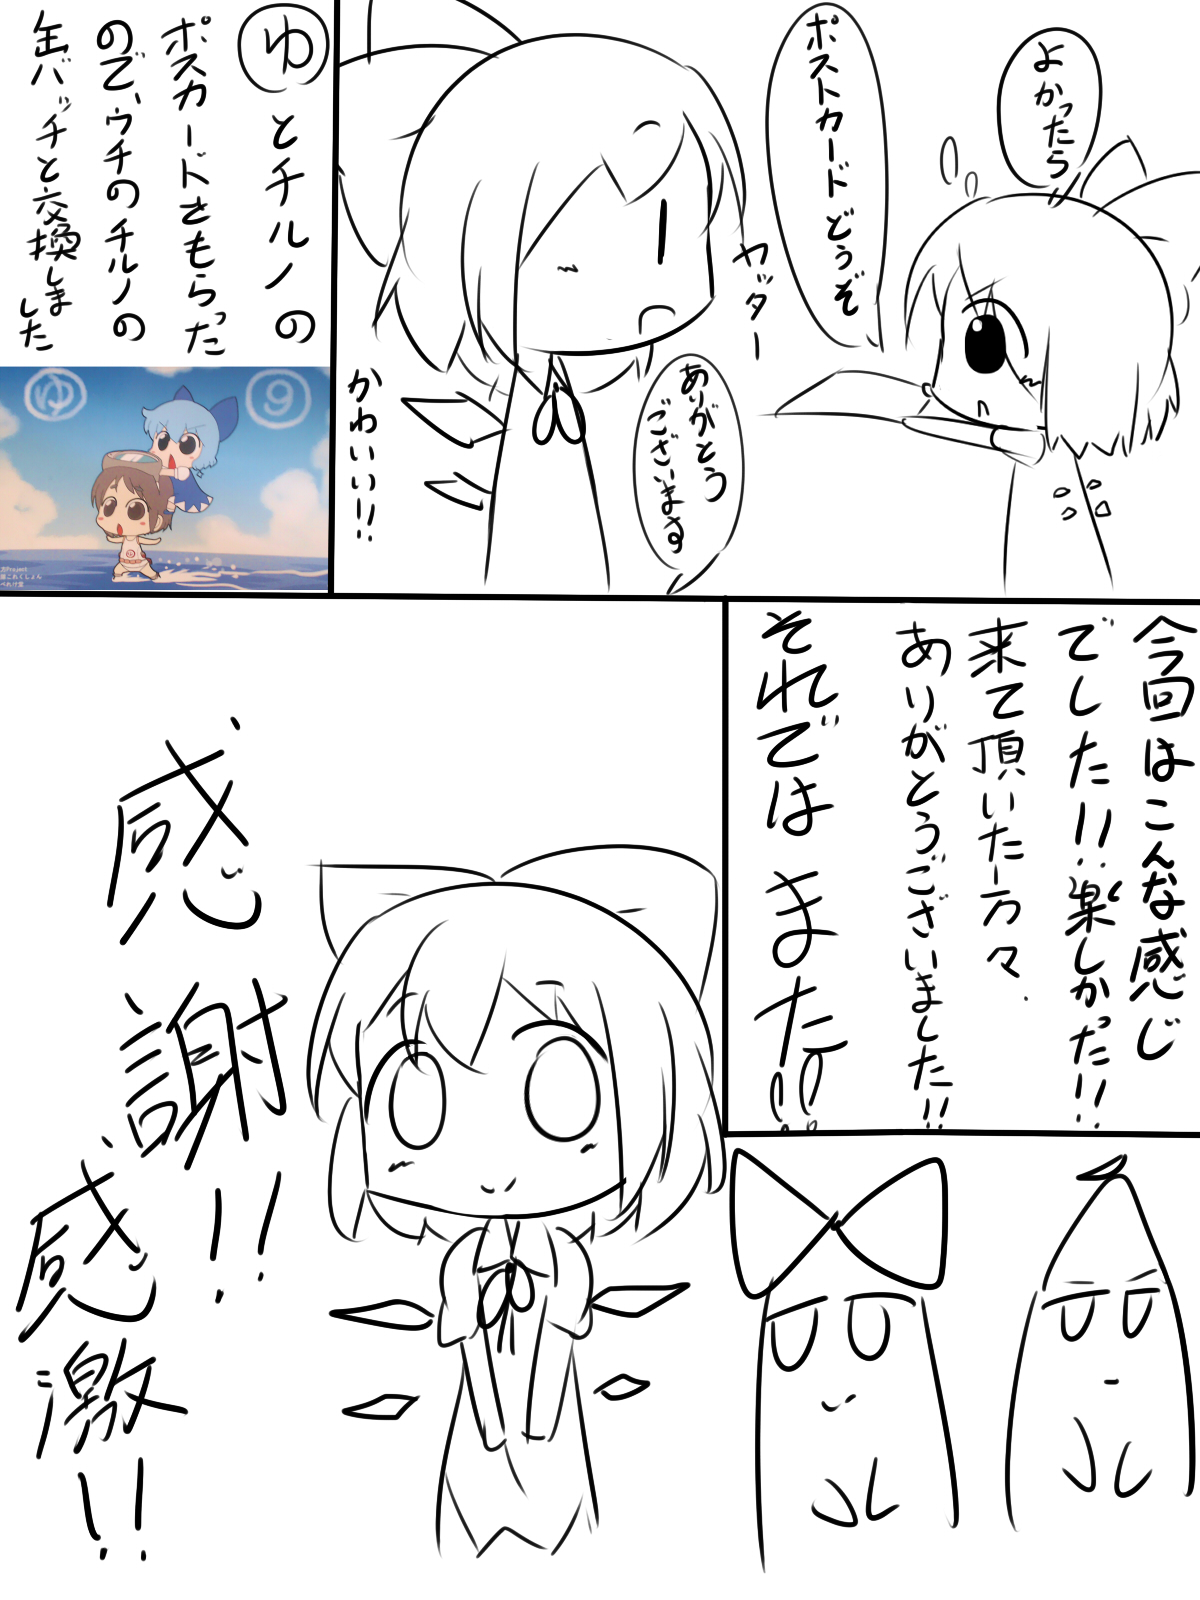 よかったら
ポストカードどうぞ
ヤッター
ありがとう
ございます
かわいい!!
ゆとチルノの
ポスカードをもらった
ので、ウチのチルノの
缶バッチと交換しま
した
ゆ
9
今回はこんな感じ
でした!!楽しかた!!
来て頂いた方々
ありがとうございました!!
それではまた!!
感謝!!
感激!!